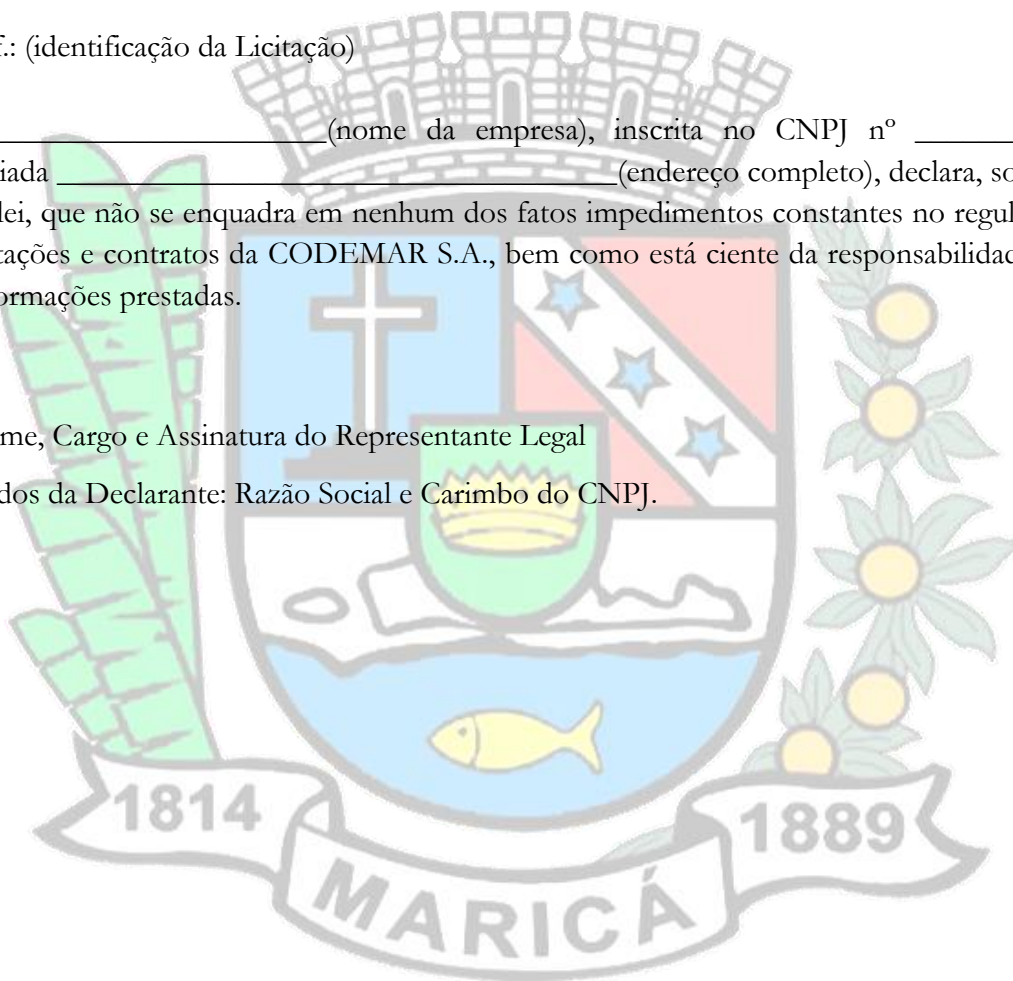 f.: (identificação da Licitação)
____________________(nome da empresa), inscrita no CNPJ nº ______
iada ___________________________________(endereço completo), declara, so
lei, que não se enquadra em nenhum dos fatos impedimentos constantes no regul
tações e contratos da CODEMAR S.A., bem como está ciente da responsabilidad
ormações prestadas.
me, Cargo e Assinatura do Representante Legal
dos da Declarante: Razão Social e Carimbo do CNPJ.
1814
1889
MARICÁ